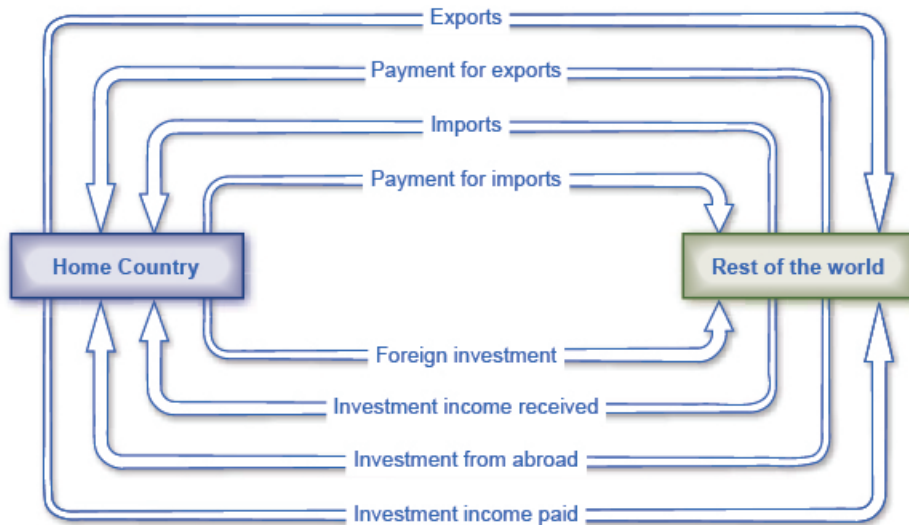 Exports
Payment for exports
Imports
Payment for imports
Home Country
Rest of the world
Foreign investment
Investment income received
Investment from abroad
Investment income paid